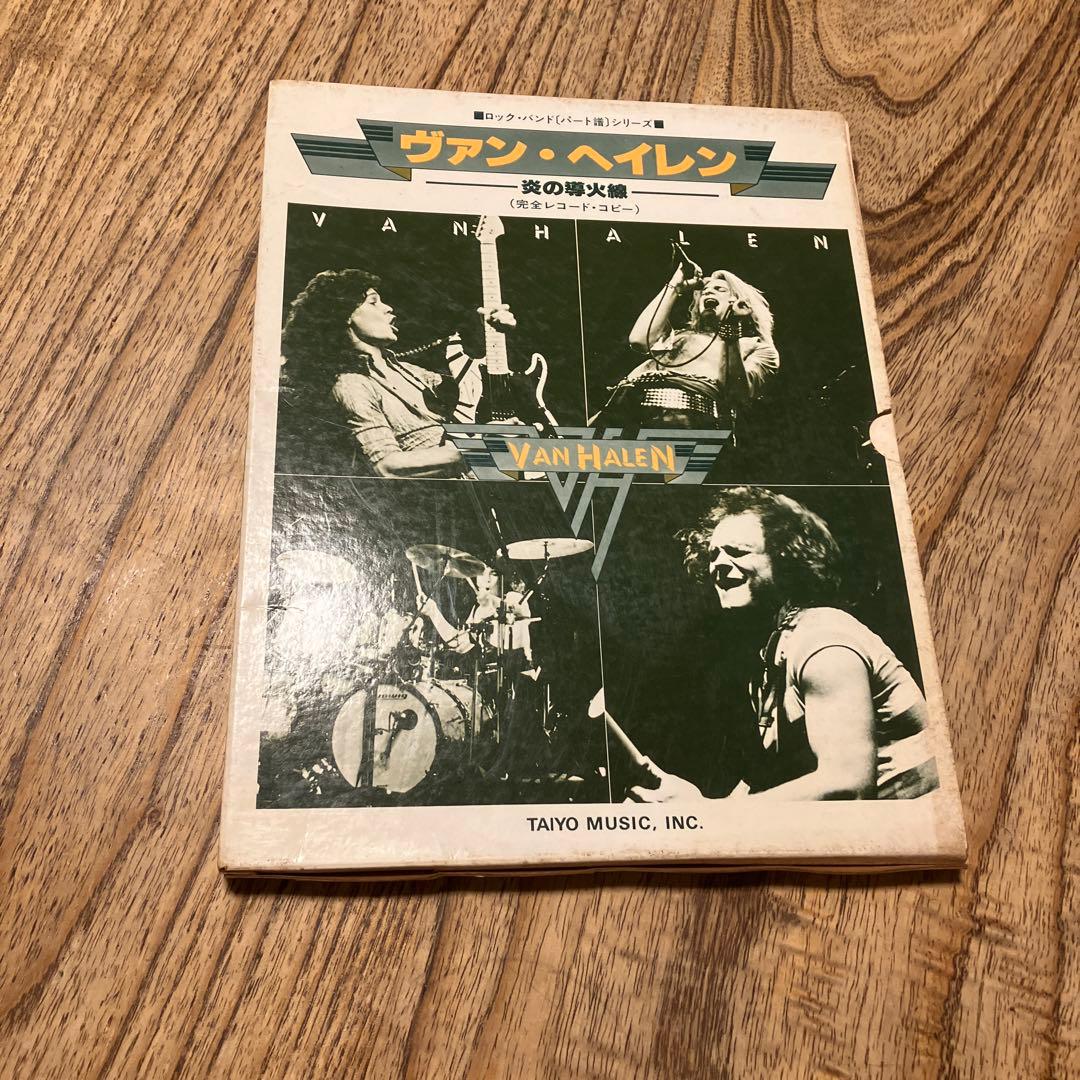 ■ロック・バンド〔パート譜〕シリーズ■
ヴァン・ヘイレン
炎の導火線
(完全レコード・コピー)
VAN HALEN
VAN HALEN
TAIYO MUSIC, INC.